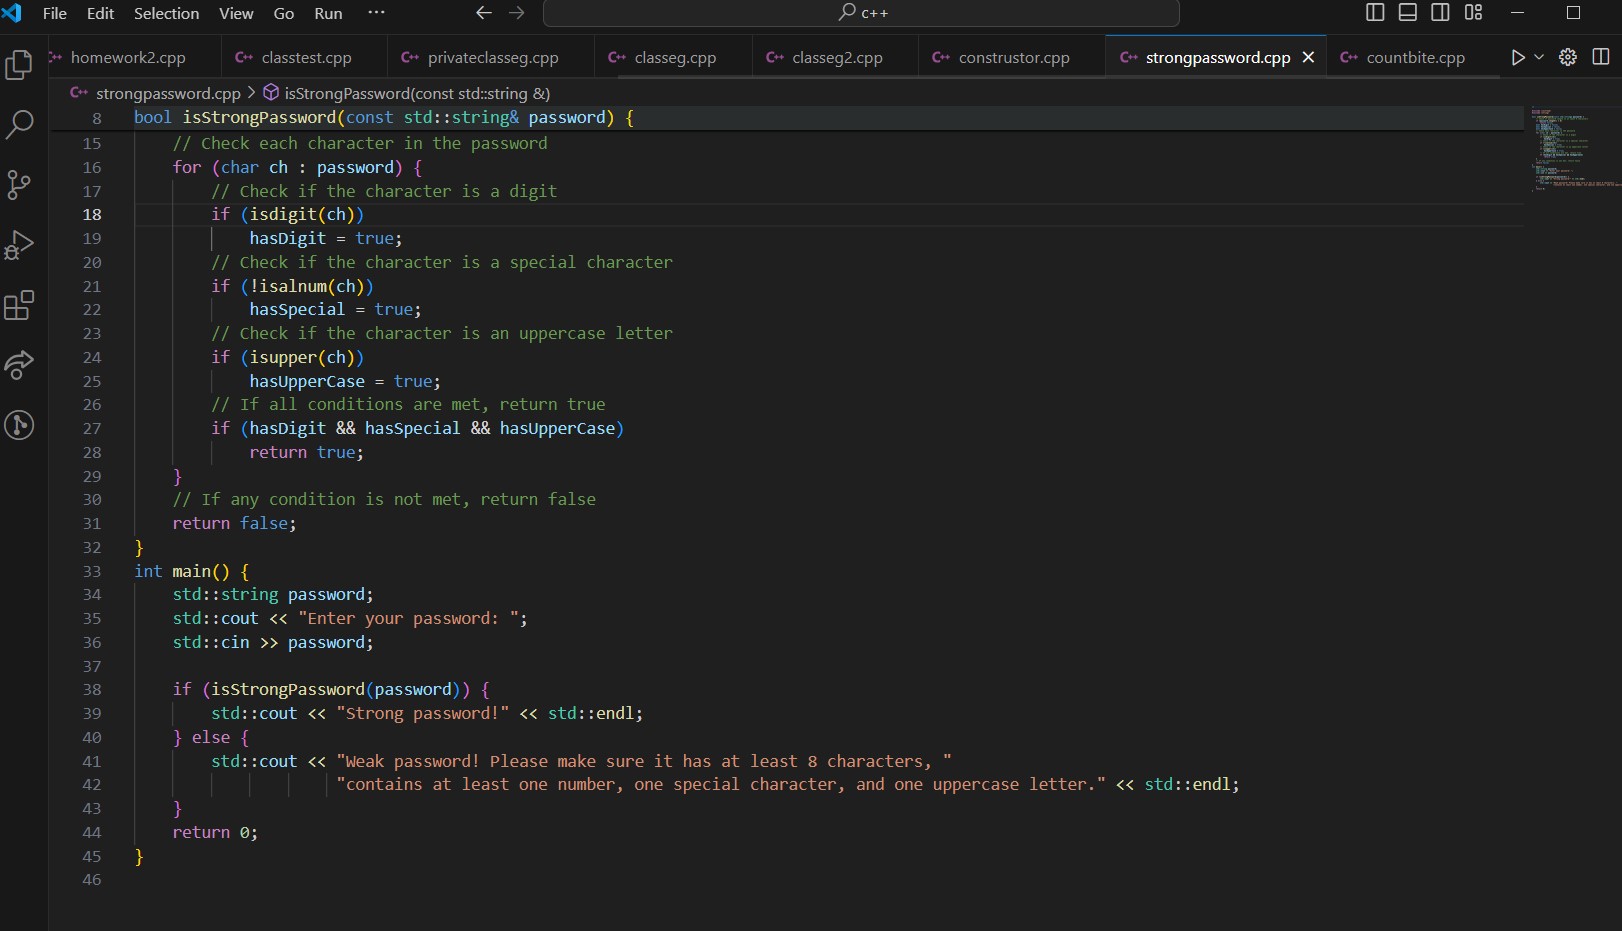 File Edit Selection View Go Run ··· c++
homework2.cpp classtest.cpp privateclasseg.cpp classeg.cpp classeg2.cpp construstor.cpp strongpassword.cpp countbite.cpp
strongpassword.cpp > isStrongPassword(const std::string &)
8 bool isStrongPassword(const std::string& password) {
15 // Check each character in the password
16 for (char ch : password) {
17 // Check if the character is a digit
18 if (isdigit(ch))
19 hasDigit = true;
20 // Check if the character is a special character
21 if (!isalnum(ch))
22 hasSpecial = true;
23 // Check if the character is an uppercase letter
24 if (isupper(ch))
25 hasUpperCase = true;
26 // If all conditions are met, return true
27 if (hasDigit && hasSpecial && hasUpperCase)
28 return true;
29 }
30 // If any condition is not met, return false
31 return false;
32 }
33 int main() {
34 std::string password;
35 std::cout << "Enter your password: ";
36 std::cin >> password;
37
38 if (isStrongPassword(password)) {
39 std::cout << "Strong password!" << std::endl;
40 } else {
41 std::cout << "Weak password! Please make sure it has at least 8 characters, "
42 "contains at least one number, one special character, and one uppercase letter." << std::endl;
43 }
44 return 0;
45 }
46